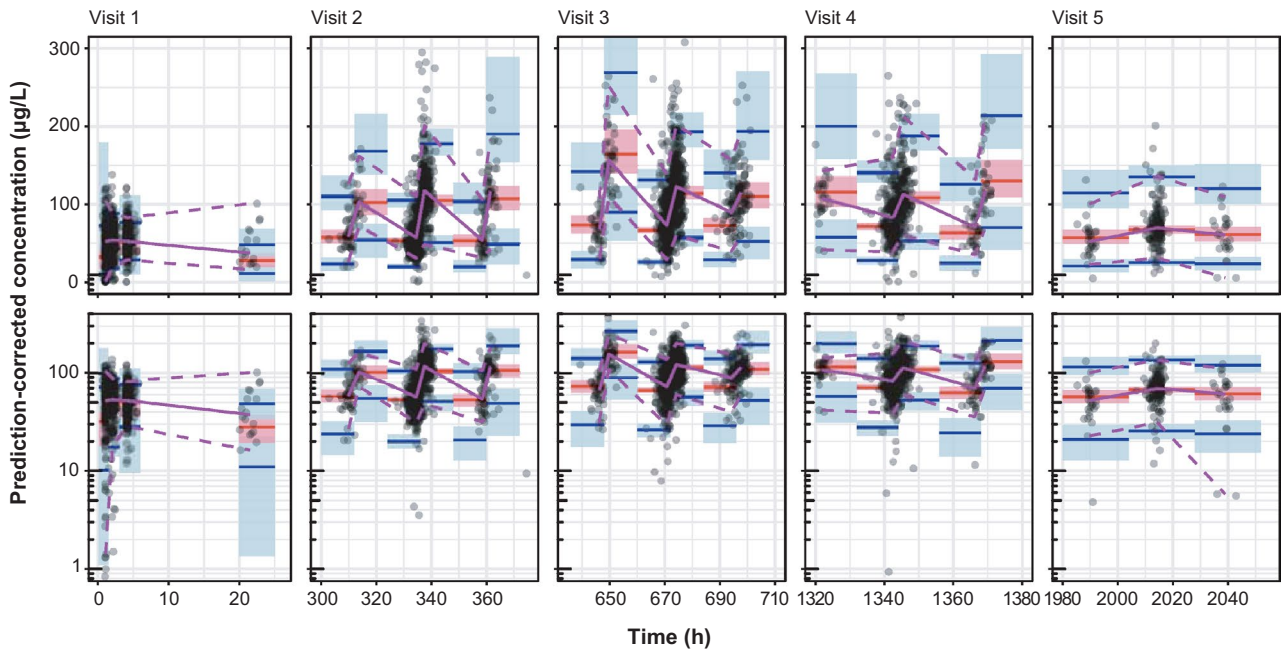 Visit 1 Visit 2 Visit 3 Visit 4 Visit 5
Prediction-corrected concentration (µg/L)
300
200
100
0
100
10
1
0 10 20 300 320 340 360 650 670 690 710 1320 1340 1360 1380 1980 2000 2020 2040
Time (h)